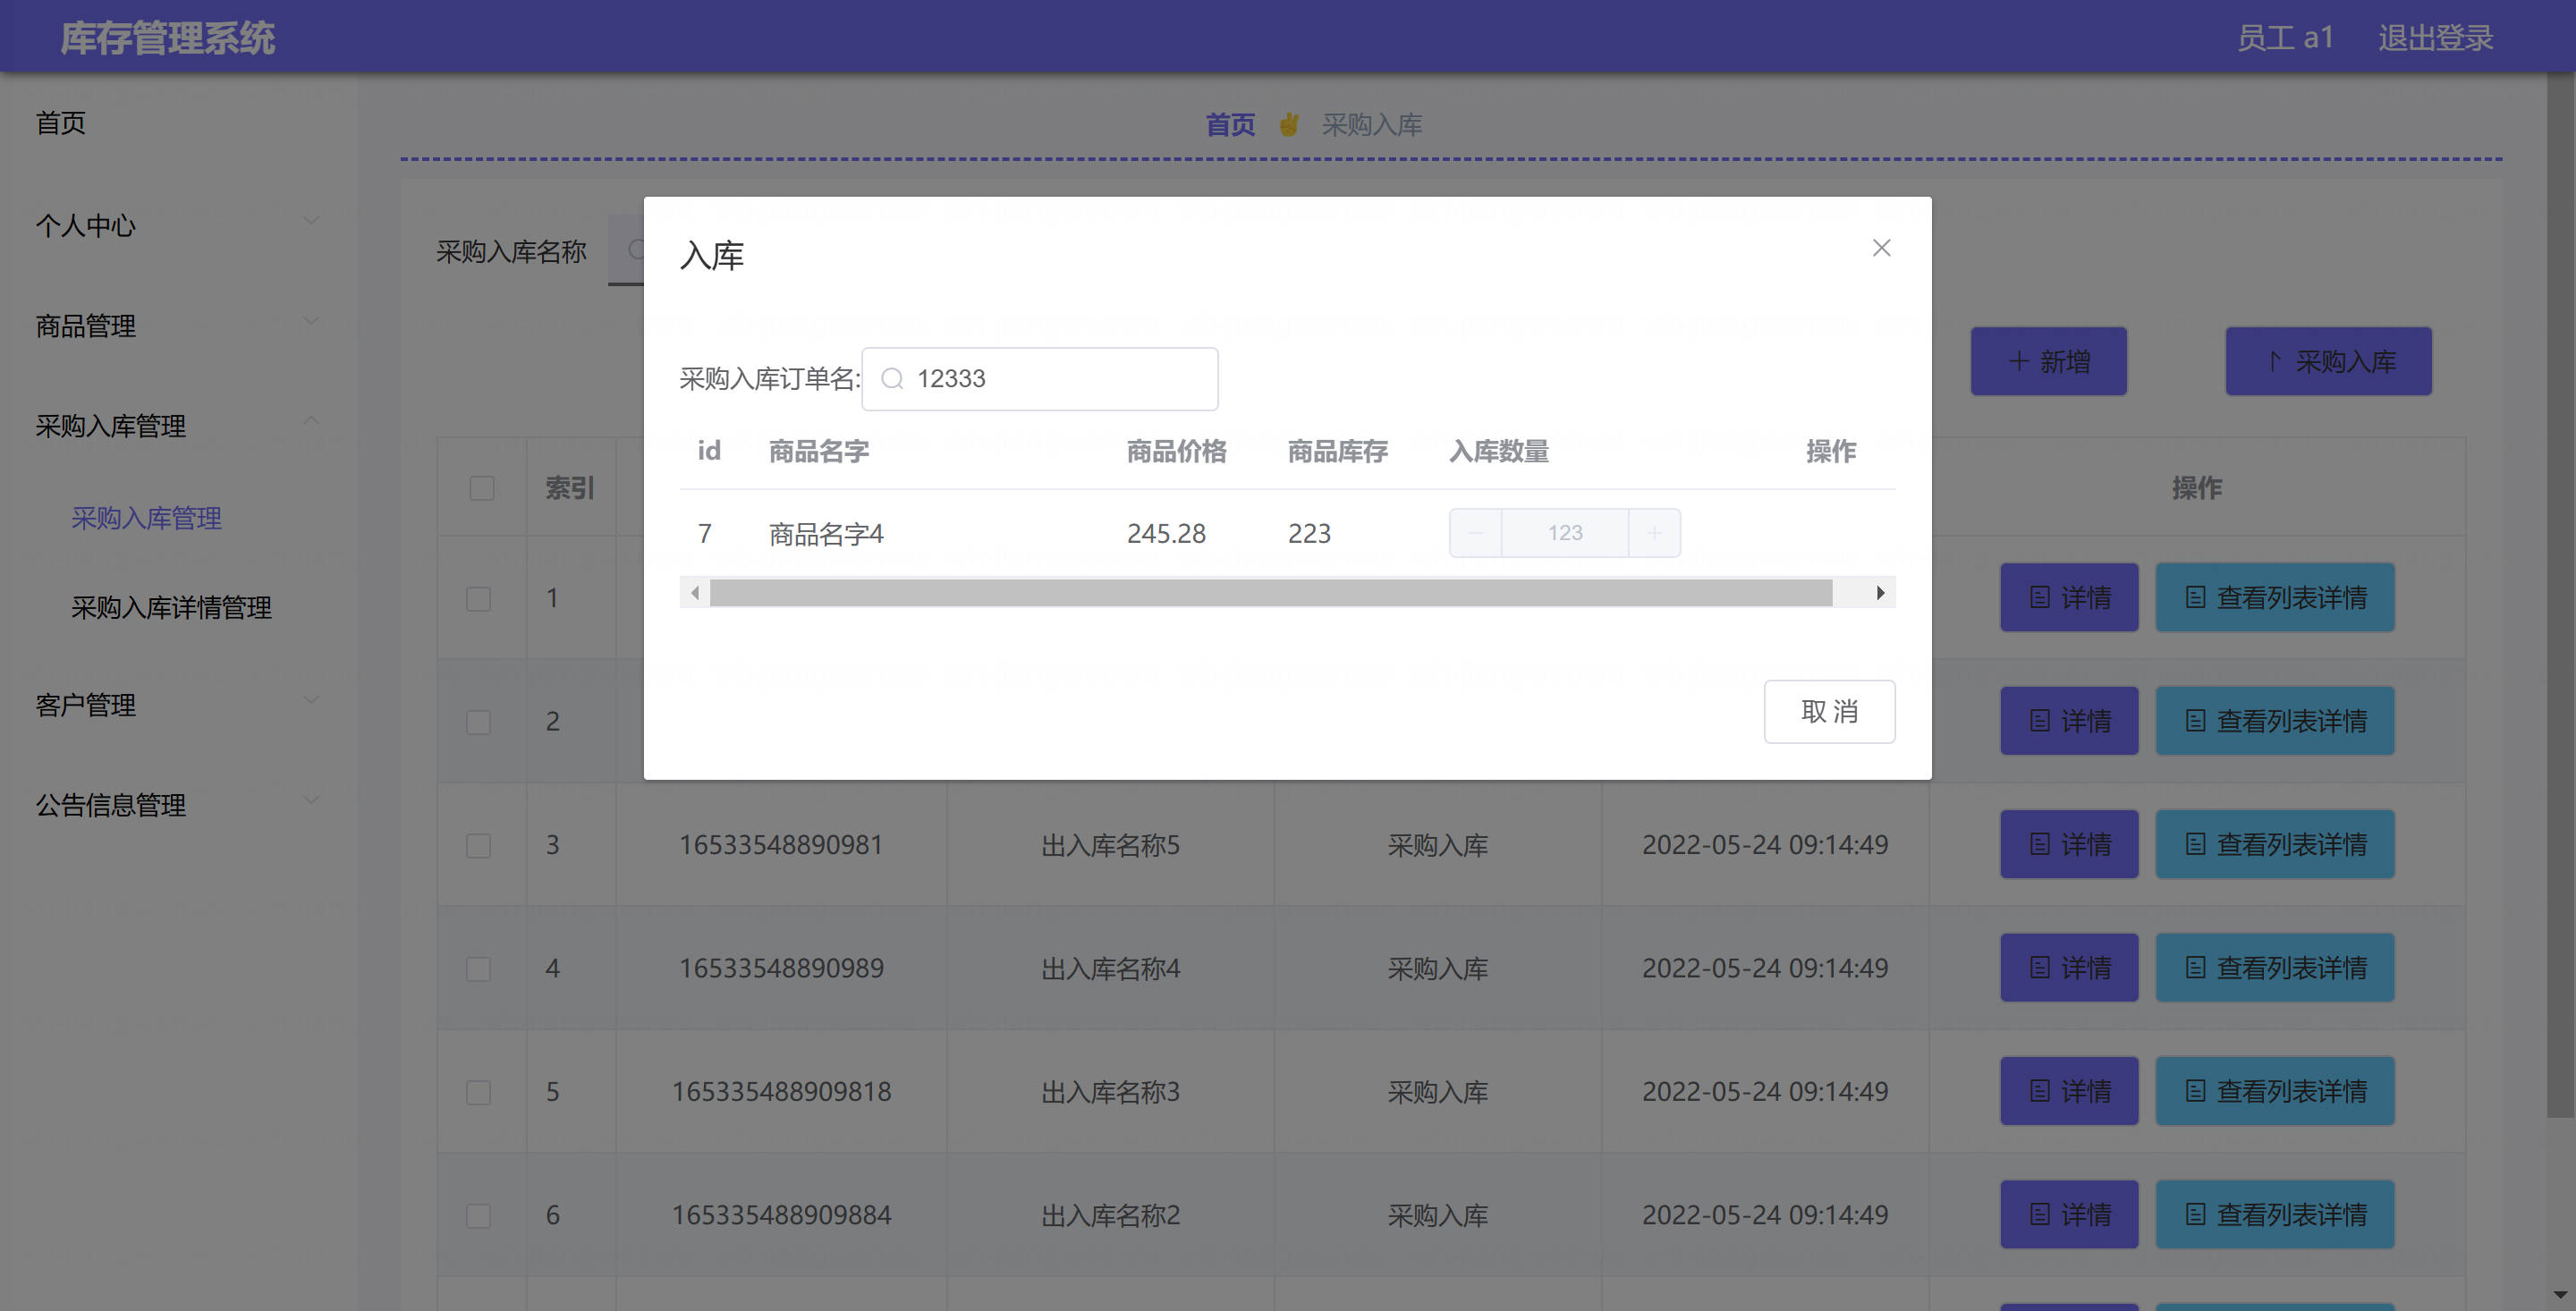 库存管理系统 员工 a1 退出登录
首页
个人中心
商品管理
采购入库管理
采购入库管理
采购入库详情管理
客户管理
公告信息管理
首页 ✌ 采购入库
采购入库名称
+ 新增 采购入库
入库
采购入库订单名: 12333
id 商品名字 商品价格 商品库存 入库数量 操作
7 商品名字4 245.28 223 123
取 消
索引 操作
1 详情 查看列表详情
2 详情 查看列表详情
3 16533548890981 出入库名称5 采购入库 2022-05-24 09:14:49 详情 查看列表详情
4 16533548890989 出入库名称4 采购入库 2022-05-24 09:14:49 详情 查看列表详情
5 165335488909818 出入库名称3 采购入库 2022-05-24 09:14:49 详情 查看列表详情
6 165335488909884 出入库名称2 采购入库 2022-05-24 09:14:49 详情 查看列表详情